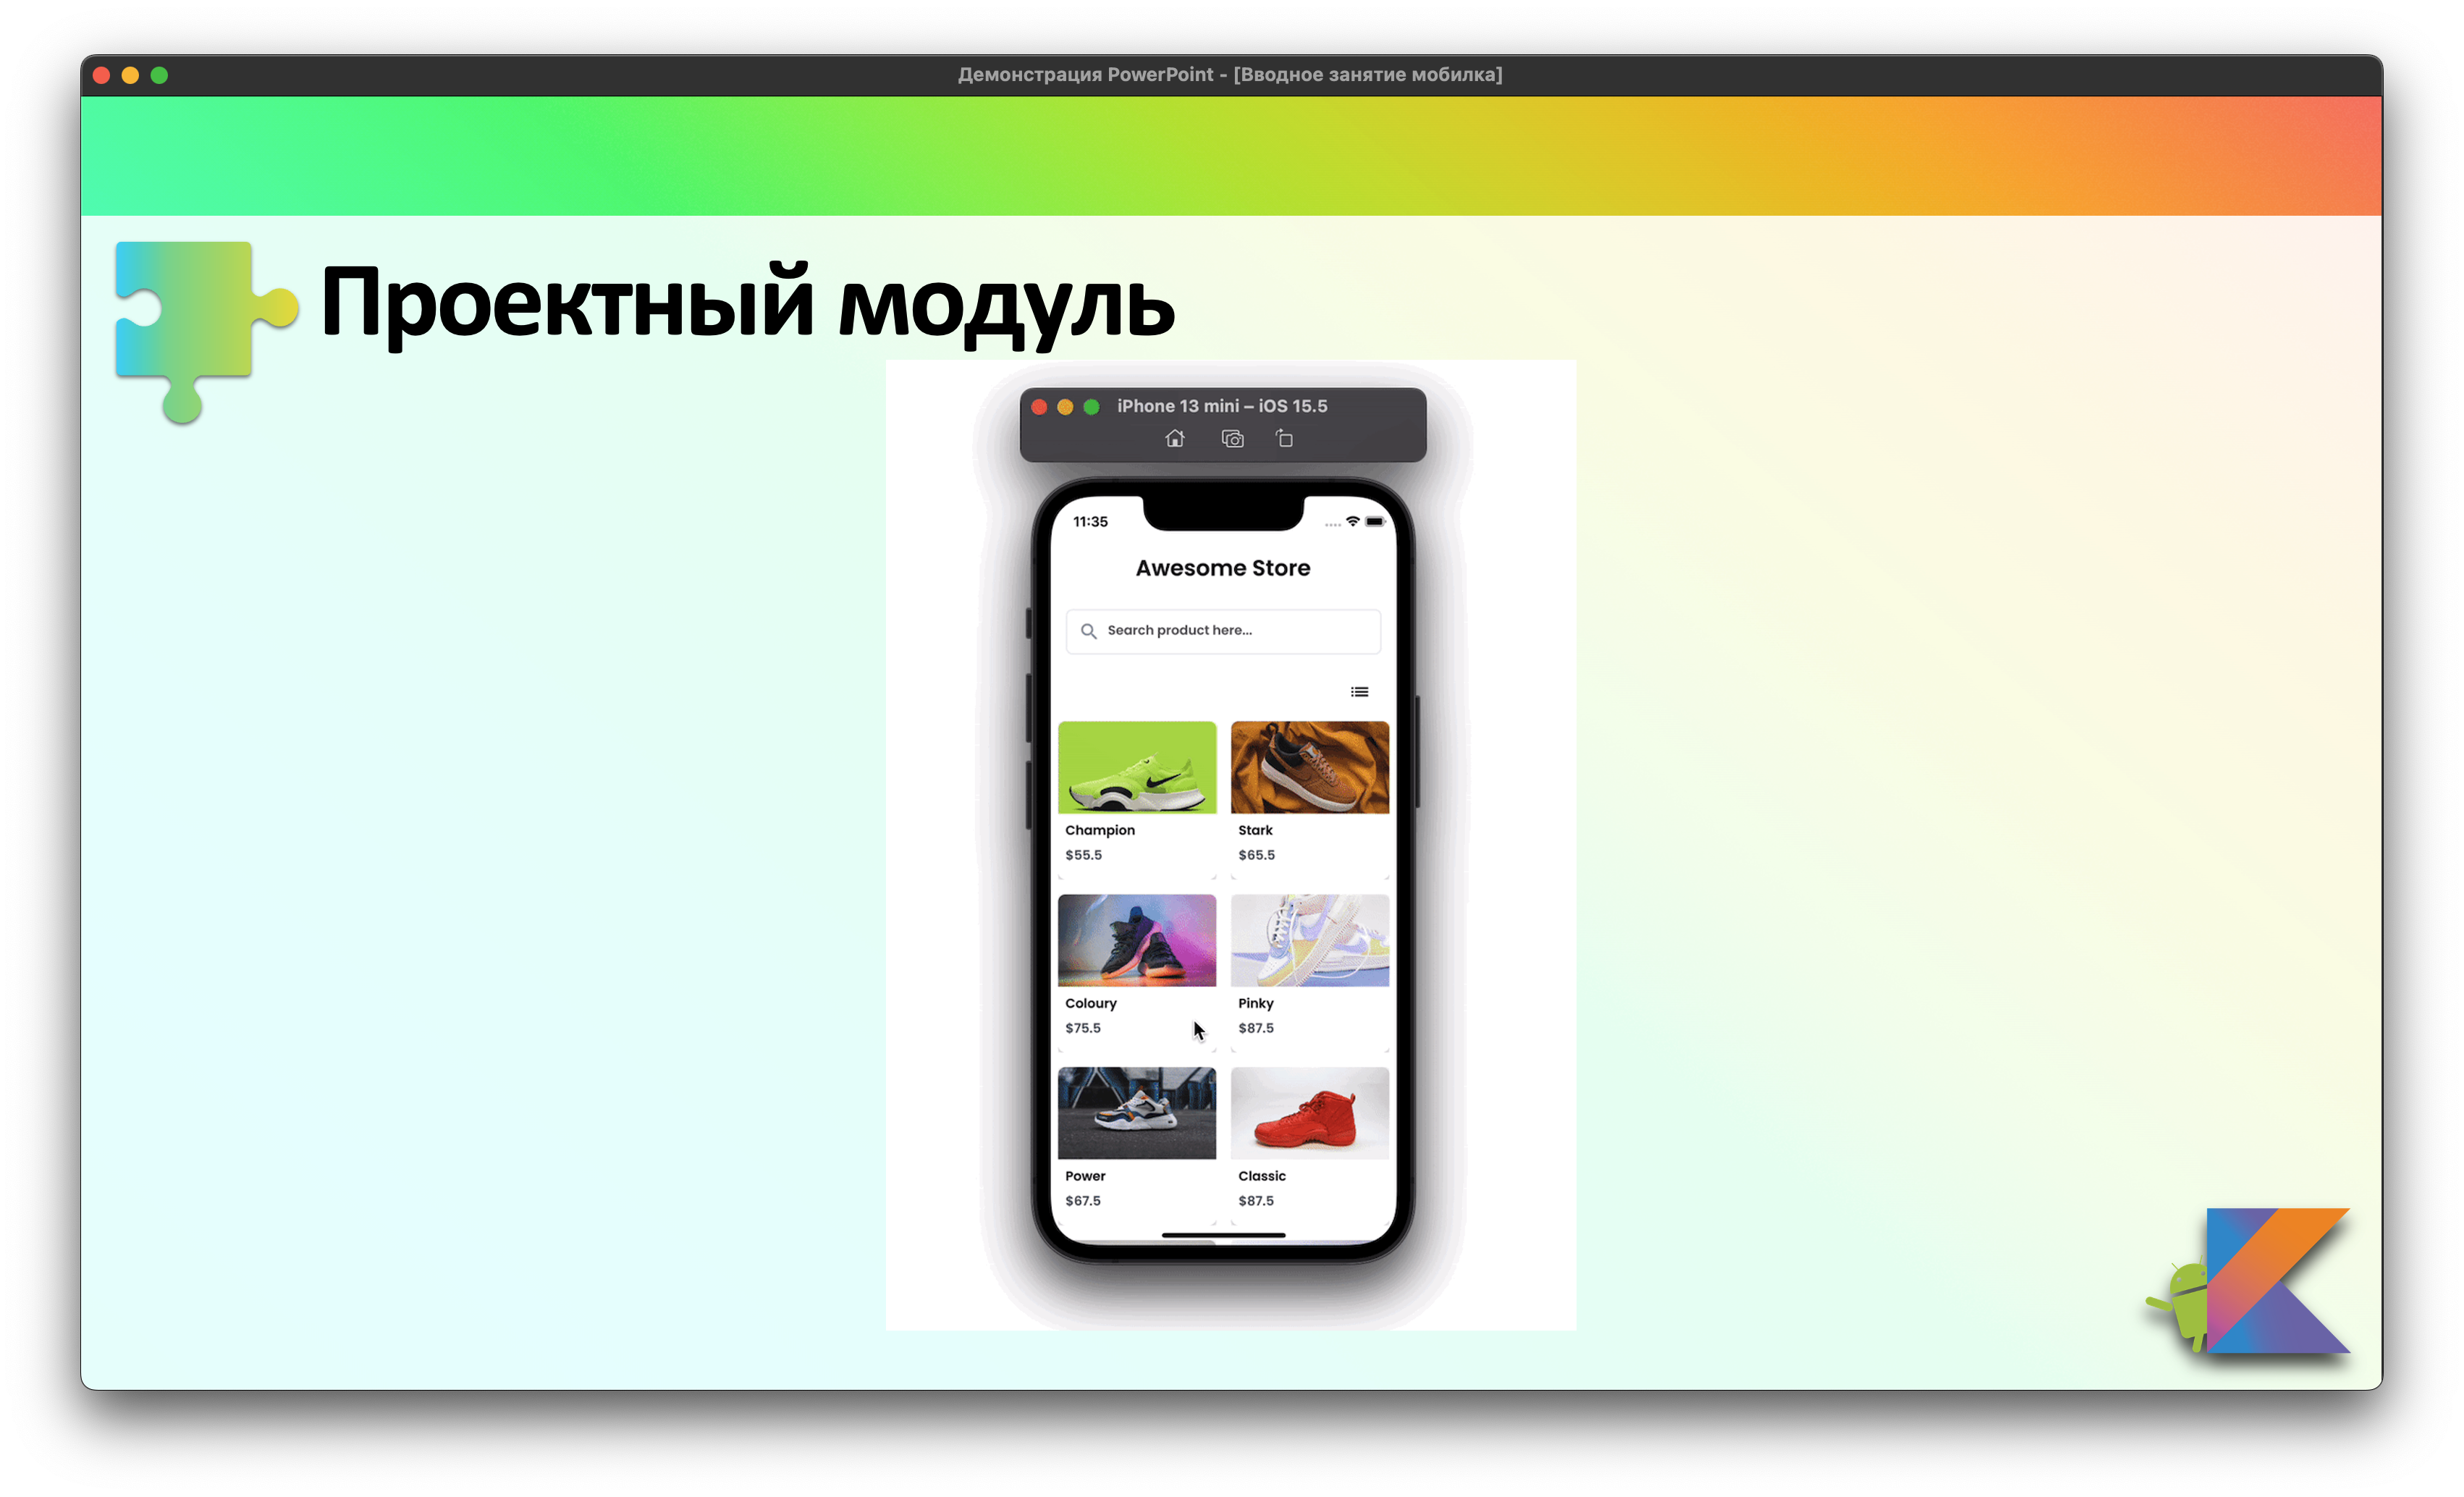 Демонстрация PowerPoint - [Вводное занятие мобилка]
Проектный модуль
iPhone 13 mini – iOS 15.5
11:35
Awesome Store
Search product here...
Champion
$55.5
Stark
$65.5
Coloury
$75.5
Pinky
$87.5
Power
$67.5
Classic
$87.5